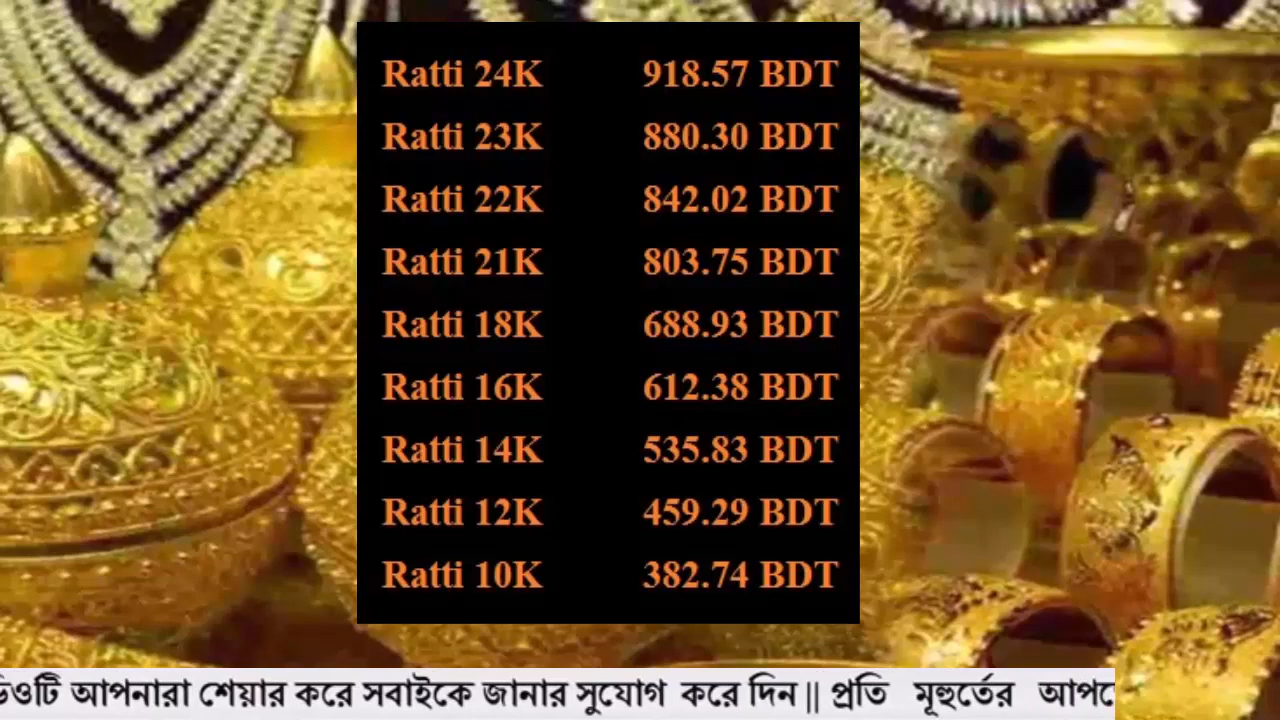 Ratti 24K 918.57 BDT
Ratti 23K 880.30 BDT
Ratti 22K 842.02 BDT
Ratti 21K 803.75 BDT
Ratti 18K 688.93 BDT
Ratti 16K 612.38 BDT
Ratti 14K 535.83 BDT
Ratti 12K 459.29 BDT
Ratti 10K 382.74 BDT
আপনারা শেয়ার করে সবাইকে জানার সুযোগ করে দিন || প্রতি মূহুর্তের